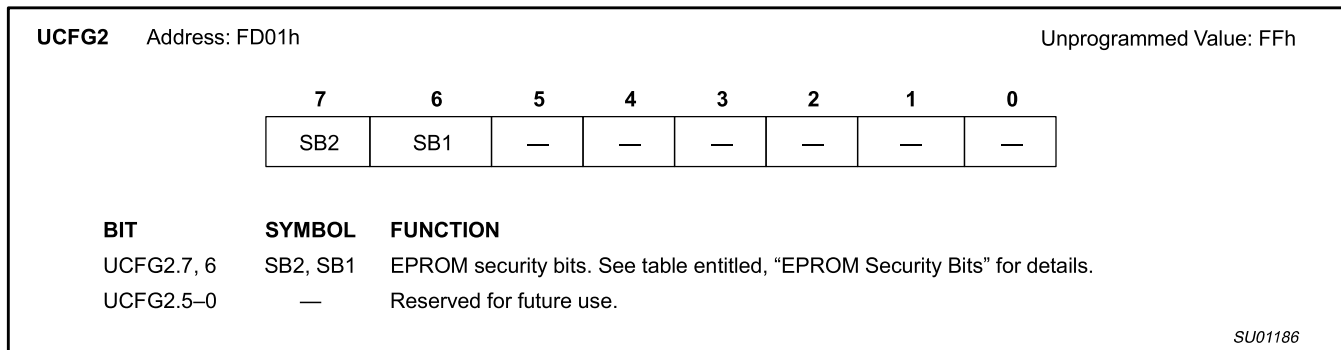 UCFG2 Address: FD01h Unprogrammed Value: FFh
7 6 5 4 3 2 1 0
SB2 SB1 — — — — — —
BIT SYMBOL FUNCTION
UCFG2.7, 6 SB2, SB1 EPROM security bits. See table entitled, “EPROM Security Bits” for details.
UCFG2.5–0 — Reserved for future use.
SU01186